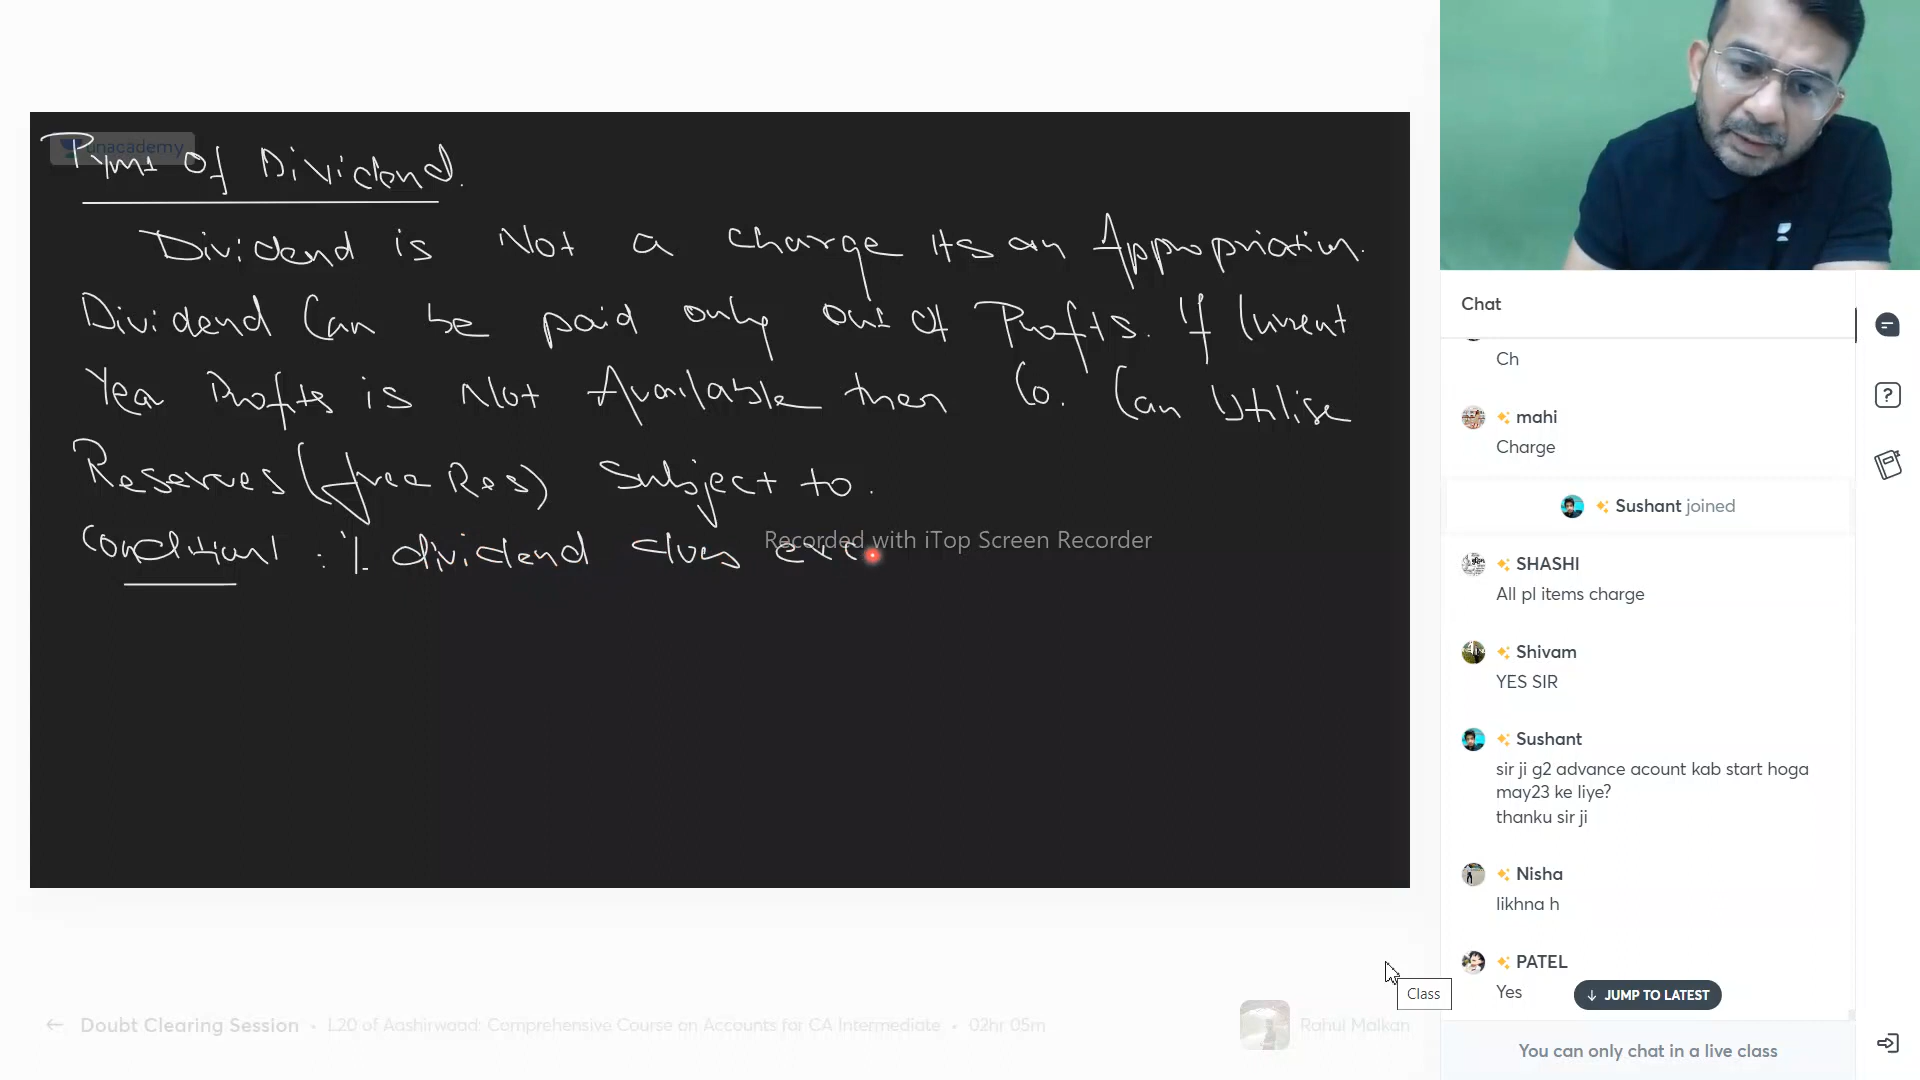 unacademy
Pymt Of Dividend.
Dividend is Not a charge its an Appropriation.
Dividend Can be paid only out of Profits. If Current
Year Profits is Not Available then Co. Can Utilise
Reserves (free Res) Subject to.
Condition 1 : % dividend does exc
Recorded with iTop Screen Recorder
Chat
Ch
mahi
Charge
Sushant joined
SHASHI
All pl items charge
Shivam
YES SIR
Sushant
sir ji g2 advance acount kab start hoga
may23 ke liye?
thanku sir ji
Nisha
likhna h
PATEL
Yes
JUMP TO LATEST
Class
You can only chat in a live class
Doubt Clearing Session • L20 of Aashirwaad: Comprehensive Course on Accounts for CA Intermediate • 02hr 05m
Rahul Malkan